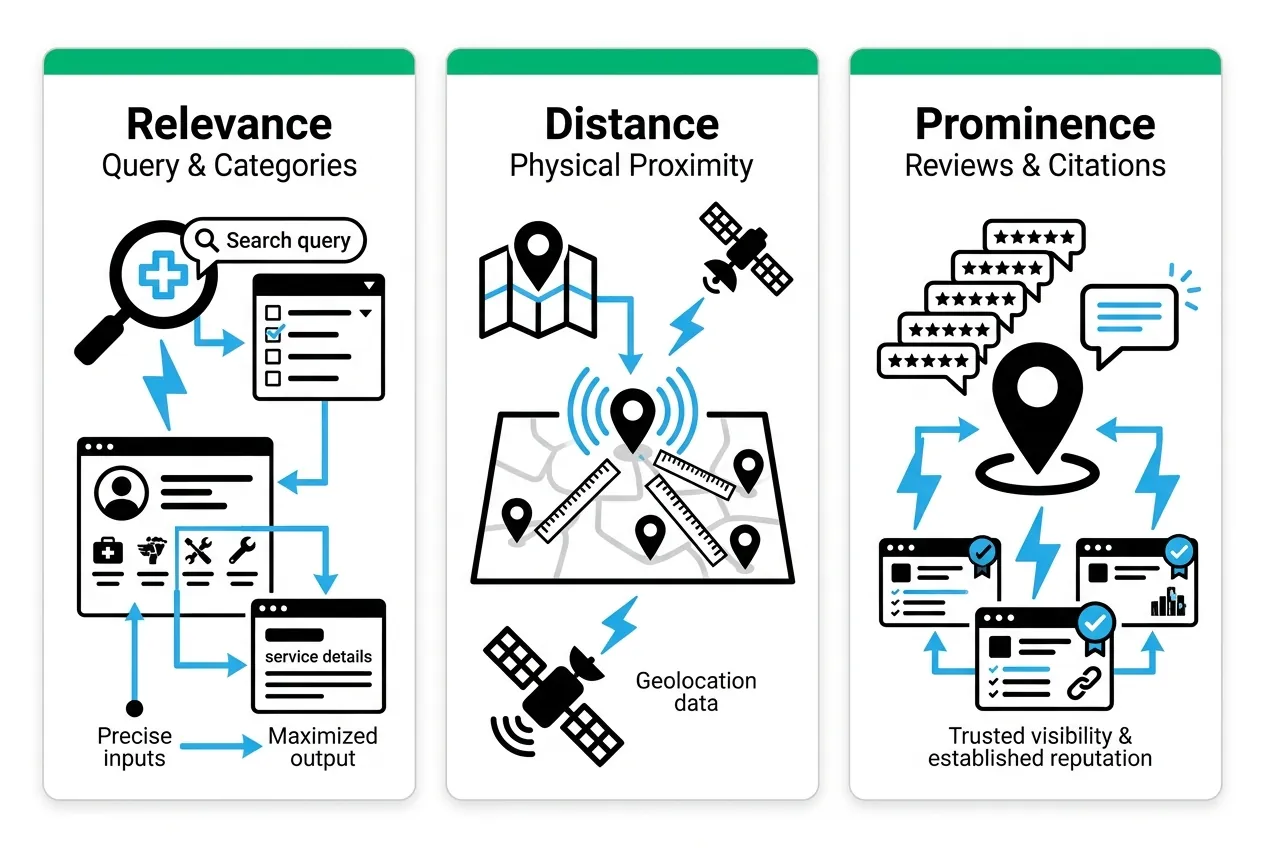 Relevance
Query & Categories
Search query
service details
Precise
inputs
Maximized
output
Distance
Physical Proximity
Geolocation
data
Prominence
Reviews & Citations
Trusted visibility &
established reputation